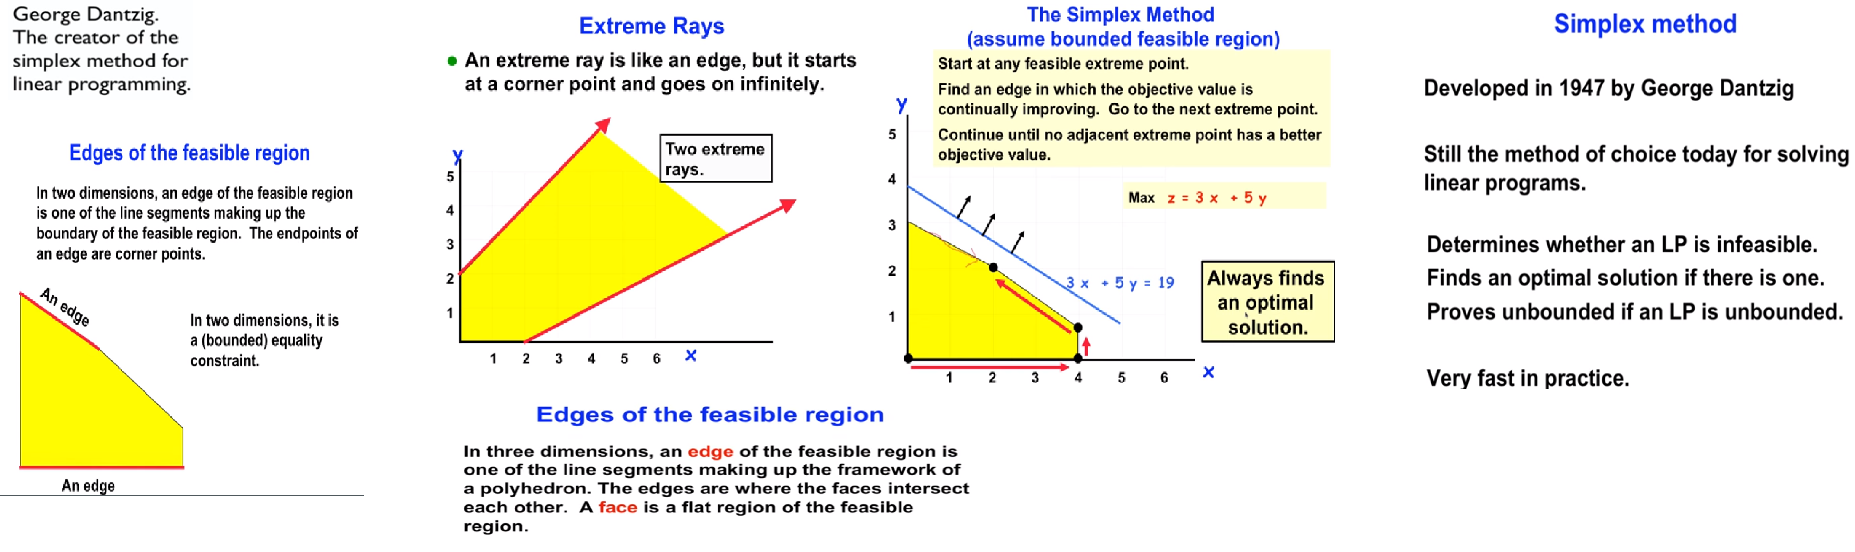 George Dantzig.
The creator of the
simplex method for
linear programming.
Edges of the feasible region
In two dimensions, an edge of the feasible region
is one of the line segments making up the
boundary of the feasible region. The endpoints of
an edge are corner points.
An edge
In two dimensions, it is
a (bounded) equality
constraint.
An edge
Extreme Rays
An extreme ray is like an edge, but it starts
at a corner point and goes on infinitely.
Two extreme
rays.
y
5
4
3
2
1
1 2 3 4 5 6 x
Edges of the feasible region
In three dimensions, an edge of the feasible region is
one of the line segments making up the framework of
a polyhedron. The edges are where the faces intersect
each other. A face is a flat region of the feasible
region.
The Simplex Method
(assume bounded feasible region)
Start at any feasible extreme point.
Find an edge in which the objective value is
continually improving. Go to the next extreme point.
Continue until no adjacent extreme point has a better
objective value.
y
5
4
3
2
1
Max z = 3 x + 5 y
3 x + 5 y = 19
Always finds
an optimal
solution.
1 2 3 4 5 6 x
Simplex method
Developed in 1947 by George Dantzig
Still the method of choice today for solving
linear programs.
Determines whether an LP is infeasible.
Finds an optimal solution if there is one.
Proves unbounded if an LP is unbounded.
Very fast in practice.